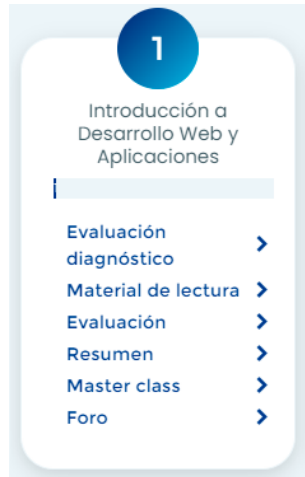 1
Introducción a
Desarrollo Web y
Aplicaciones
Evaluación
diagnóstico
Material de lectura
Evaluación
Resumen
Master class
Foro